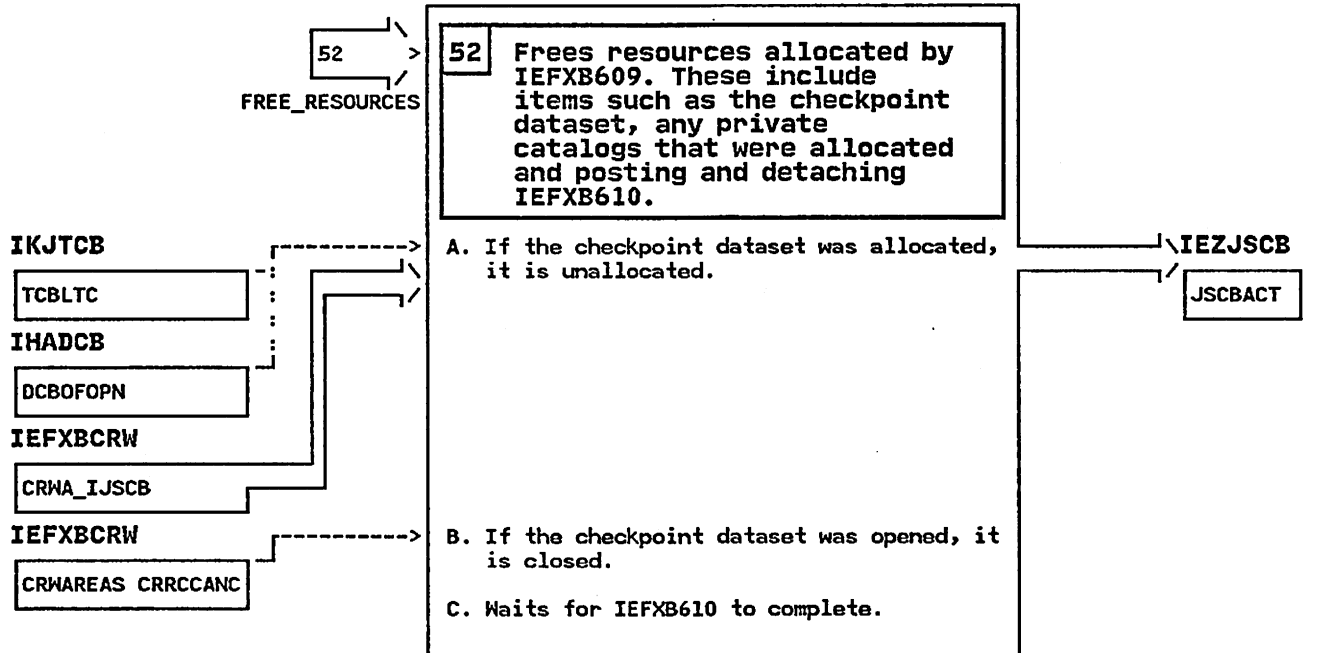 52
FREE_RESOURCES
52 Frees resources allocated by
IEFXB609. These include
items such as the checkpoint
dataset, any private
catalogs that were allocated
and posting and detaching
IEFXB610.
IKJTCB
TCBLTC
IHADCB
DCBOFOPN
IEFXBCRW
CRWA_IJSCB
IEFXBCRW
CRWAREAS CRRCCANC
A. If the checkpoint dataset was allocated,
it is unallocated.
B. If the checkpoint dataset was opened, it
is closed.
C. Waits for IEFXB610 to complete.
IEZJSCB
JSCBACT